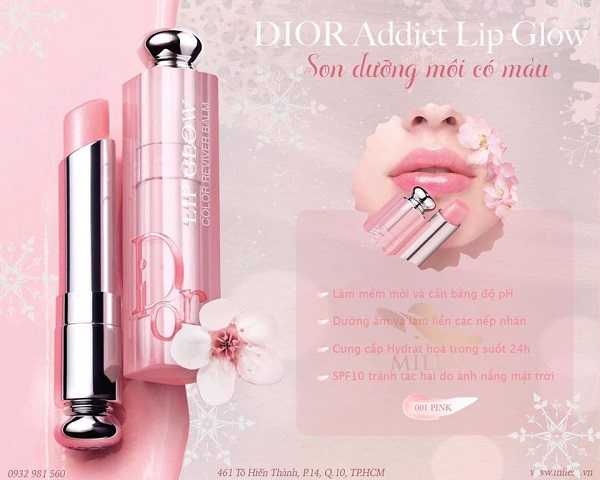 DIOR Addict Lip Glow
Son dưỡng môi có màu
LIP GLOW
COLOR REVIVER BALM
Dior
Làm mềm môi và cân bằng độ pH
Dưỡng ẩm và làm liền các nếp nhăn
Cung cấp Hydrat hoá trong suốt 24h
SPF10 tránh tác hại do ánh nắng mặt trời
001 PINK
0932 981 560
461 Tô Hiến Thành, P.14, Q.10, TP.HCM